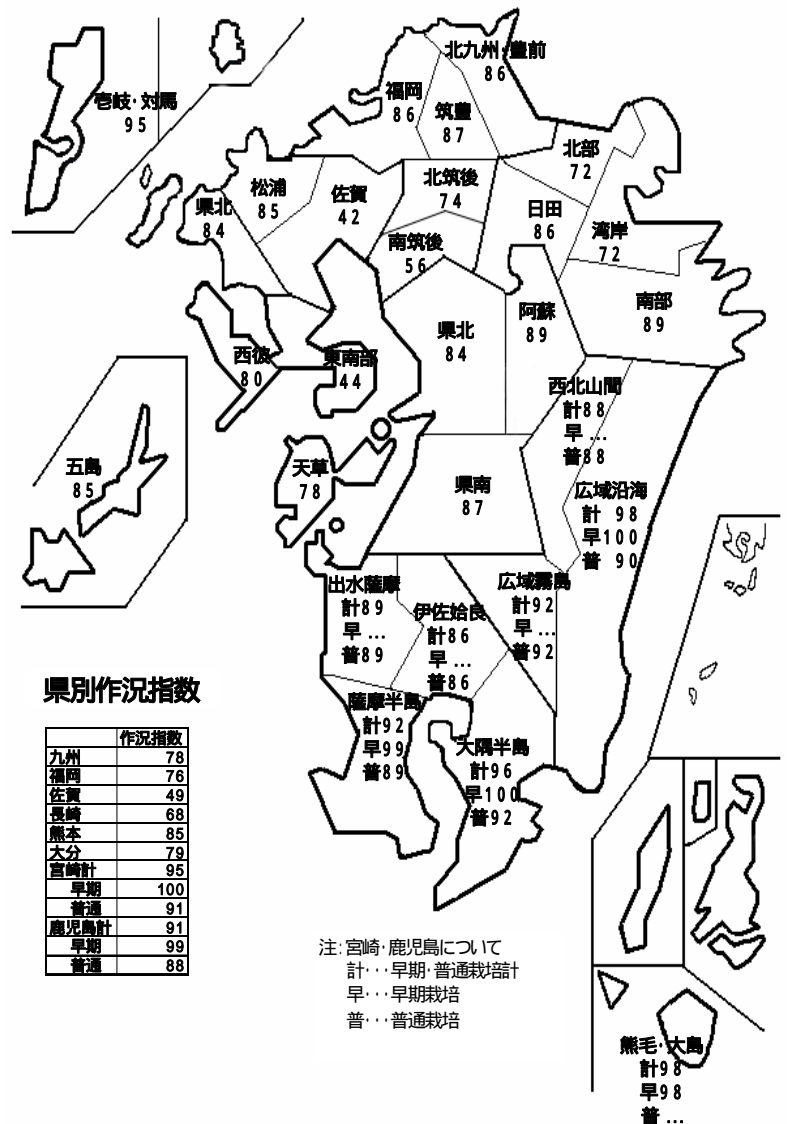 北九州・豊前
86
福岡
86
筑豊
87
壱岐・対馬
95
北部
72
松浦
85
佐賀
42
北筑後
74
県北
84
日田
86
湾岸
72
南筑後
56
阿蘇
89
南部
89
県北
84
西彼
80
東南部
44
西北山間
計88
早 …
普88
五島
85
天草
78
県南
87
広域沿海
計 98
早100
普 90
出水薩摩
計89
早 …
普89
伊佐姶良
計86
早 …
普86
広域霧島
計92
早 …
普92
薩摩半島
計92
早99
普89
大隅半島
計96
早100
普92
県別作況指数
作況指数
九州 78
福岡 76
佐賀 49
長崎 68
熊本 85
大分 79
宮崎計 95
早期 100
普通 91
鹿児島計 91
早期 99
普通 88
注：宮崎・鹿児島について
計・・・早期・普通栽培計
早・・・早期栽培
普・・・普通栽培
熊毛・大島
計98
早98
普 …